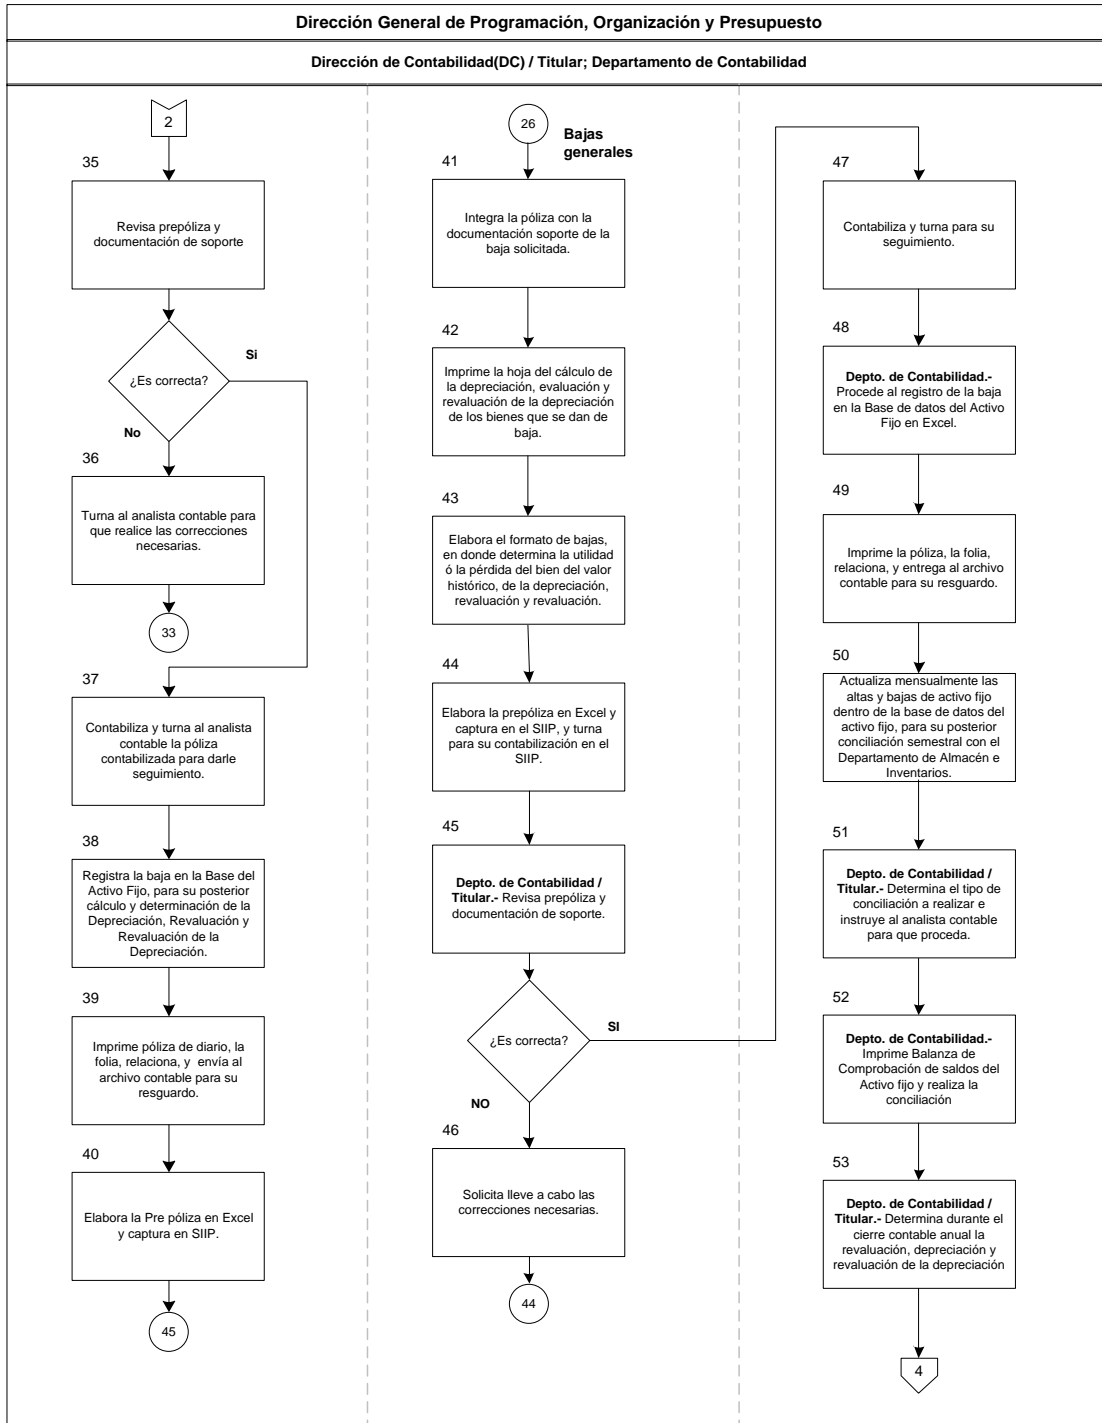 Dirección General de Programación, Organización y Presupuesto
Dirección de Contabilidad(DC) / Titular; Departamento de Contabilidad
2
35
Revisa prepóliza y
documentación de soporte
¿Es correcta?
Si
No
36
Turna al analista contable para
que realice las correcciones
necesarias.
33
37
Contabiliza y turna al analista
contable la póliza
contabilizada para darle
seguimiento.
38
Registra la baja en la Base del
Activo Fijo, para su posterior
cálculo y determinación de la
Depreciación, Revaluación y
Revaluación de la
Depreciación.
39
Imprime póliza de diario, la
folia, relaciona, y envía al
archivo contable para su
resguardo.
40
Elabora la Pre póliza en Excel
y captura en SIIP.
45
26
Bajas
generales
41
Integra la póliza con la
documentación soporte de la
baja solicitada.
42
Imprime la hoja del cálculo de
la depreciación, evaluación y
revaluación de la depreciación
de los bienes que se dan de
baja.
43
Elabora el formato de bajas,
en donde determina la utilidad
ó la pérdida del bien del valor
histórico, de la depreciación,
revaluación y revaluación.
44
Elabora la prepóliza en Excel y
captura en el SIIP, y turna
para su contabilización en el
SIIP.
45
Depto. de Contabilidad /
Titular.- Revisa prepóliza y
documentación de soporte.
¿Es correcta?
SI
NO
46
Solicita lleve a cabo las
correcciones necesarias.
44
47
Contabiliza y turna para su
seguimiento.
48
Depto. de Contabilidad.-
Procede al registro de la baja
en la Base de datos del Activo
Fijo en Excel.
49
Imprime la póliza, la folia,
relaciona, y entrega al archivo
contable para su resguardo.
50
Actualiza mensualmente las
altas y bajas de activo fijo
dentro de la base de datos del
activo fijo, para su posterior
conciliación semestral con el
Departamento de Almacén e
Inventarios.
51
Depto. de Contabilidad /
Titular.- Determina el tipo de
conciliación a realizar e
instruye al analista contable
para que proceda.
52
Depto. de Contabilidad.-
Imprime Balanza de
Comprobación de saldos del
Activo fijo y realiza la
conciliación
53
Depto. de Contabilidad /
Titular.- Determina durante el
cierre contable anual la
revaluación, depreciación y
revaluación de la depreciación
4